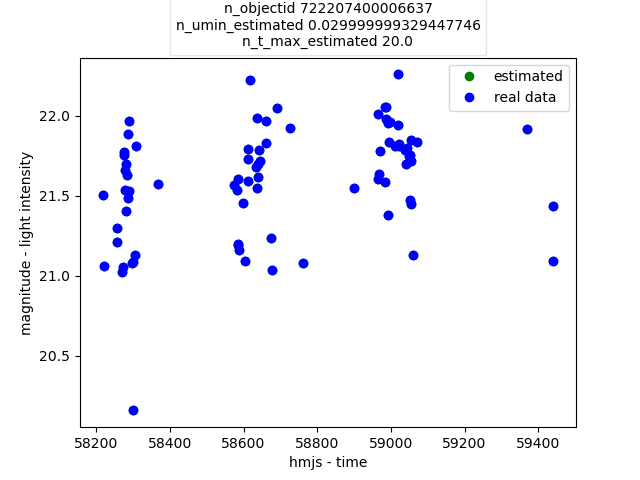 n_objectid 722207400006637
n_umin_estimated 0.029999999329447746
n_t_max_estimated 20.0
estimated
real data
22.0
21.5
21.0
20.5
magnitude - light intensity
58200 58400 58600 58800 59000 59200 59400
hmjs - time